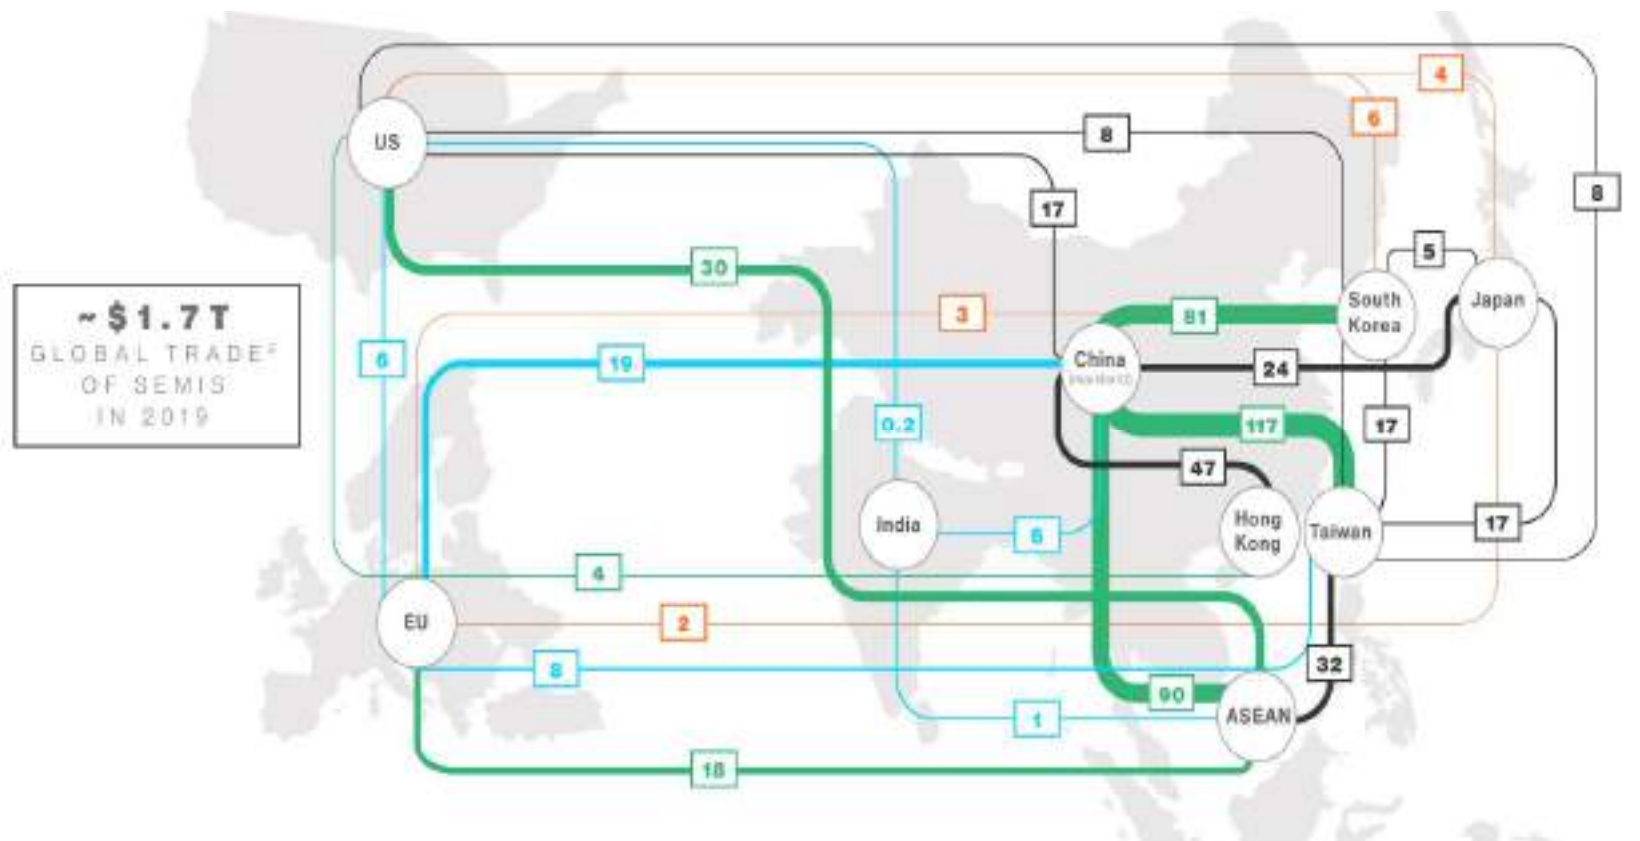 4
6
US
8
17
8
5
30
South
Korea
Japan
~$1.7T
GLOBAL TRADE²
OF SEMIS
IN 2019
3
81
6
19
China
24
0.2
117
17
47
India
Hong
Kong
Taiwan
17
4
EU
2
8
32
90
ASEAN
1
18